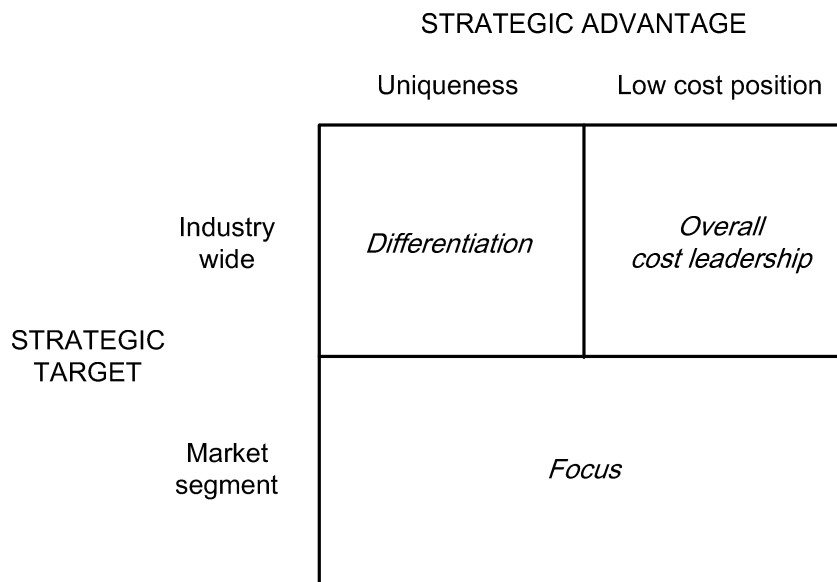 STRATEGIC ADVANTAGE
Uniqueness
Low cost position
Industry
wide
Differentiation
Overall
cost leadership
STRATEGIC
TARGET
Market
segment
Focus